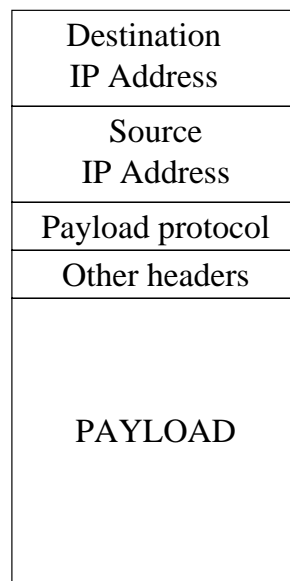 Destination
IP Address
Source
IP Address
Payload protocol
Other headers
PAYLOAD